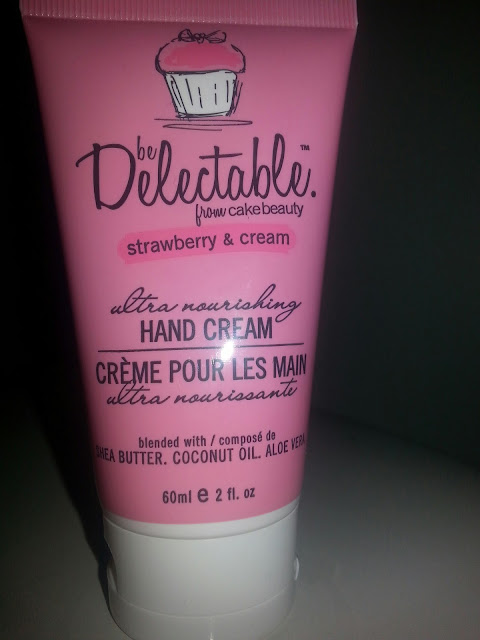 be
Delectable.™
from cakebeauty
strawberry & cream
ultra nourishing
HAND CREAM
CRÈME POUR LES MAIN
ultra nourissante
blended with / composé de
SHEA BUTTER. COCONUT OIL. ALOE VERA
60ml e 2 fl. oz